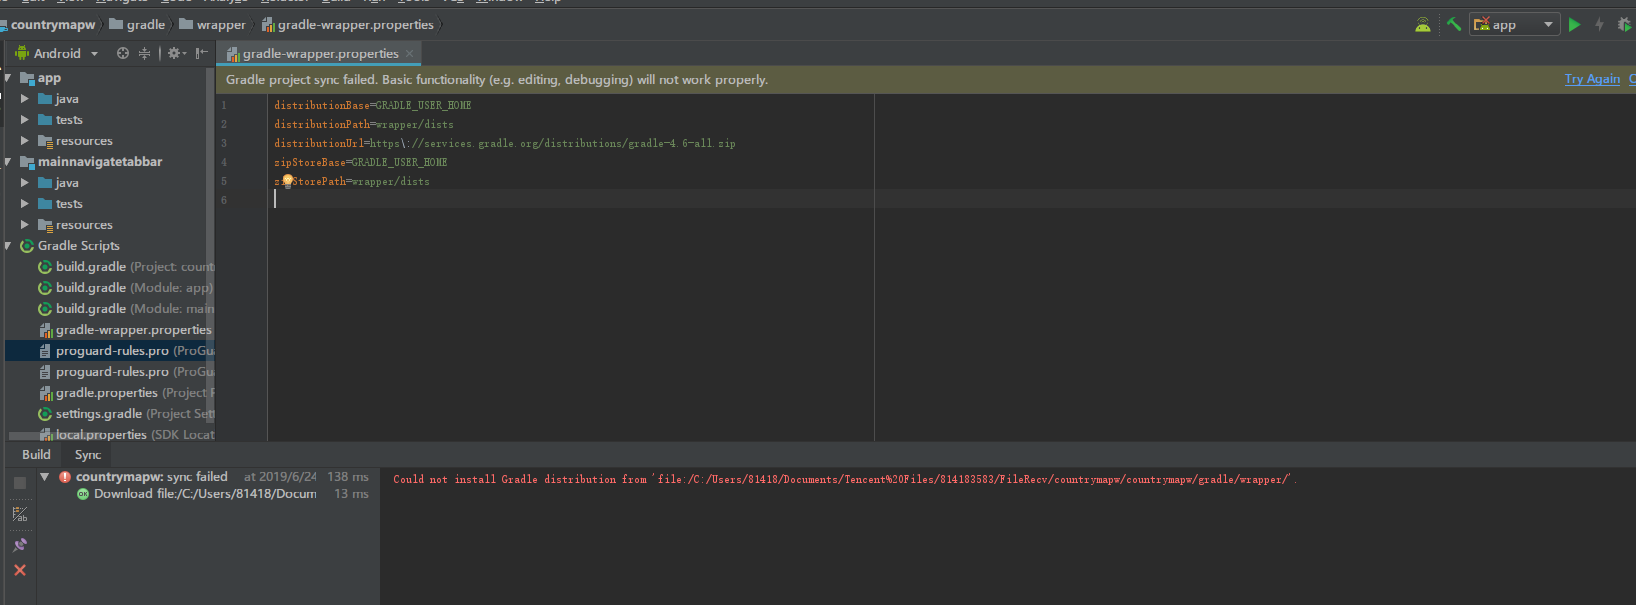 countrymapw
gradle
wrapper
gradle-wrapper.properties
app
Android
gradle-wrapper.properties
Gradle project sync failed. Basic functionality (e.g. editing, debugging) will not work properly.
Try Again
app
java
tests
resources
mainnavigatetabbar
java
tests
resources
Gradle Scripts
build.gradle (Project: count
build.gradle (Module: app)
build.gradle (Module: main
gradle-wrapper.properties
proguard-rules.pro (ProGua
proguard-rules.pro (ProGua
gradle.properties (Project P
settings.gradle (Project Sett
local.properties (SDK Locat
1 distributionBase=GRADLE_USER_HOME
2 distributionPath=wrapper/dists
3 distributionUrl=https\://services.gradle.org/distributions/gradle-4.6-all.zip
4 zipStoreBase=GRADLE_USER_HOME
5 zipStorePath=wrapper/dists
6
Build
Sync
countrymapw: sync failed at 2019/6/24 138 ms
Download file:/C:/Users/81418/Docum 13 ms
Could not install Gradle distribution from 'file:/C:/Users/81418/Documents/Tencent%20Files/814183583/FileRecv/countrymapw/countrymapw/gradle/wrapper/'.